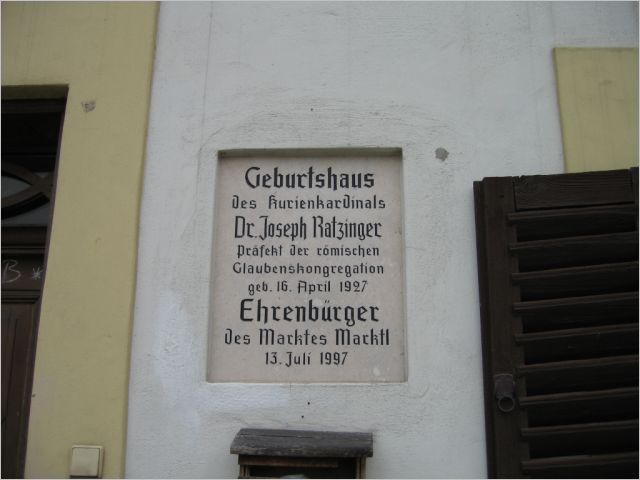 Geburtshaus
des Kurienkardinals
Dr. Joseph Ratzinger
Präfekt der römischen
Glaubenskongregation
geb. 16. April 1927
Ehrenbürger
des Marktes Marktl
13. Juli 1997
B *